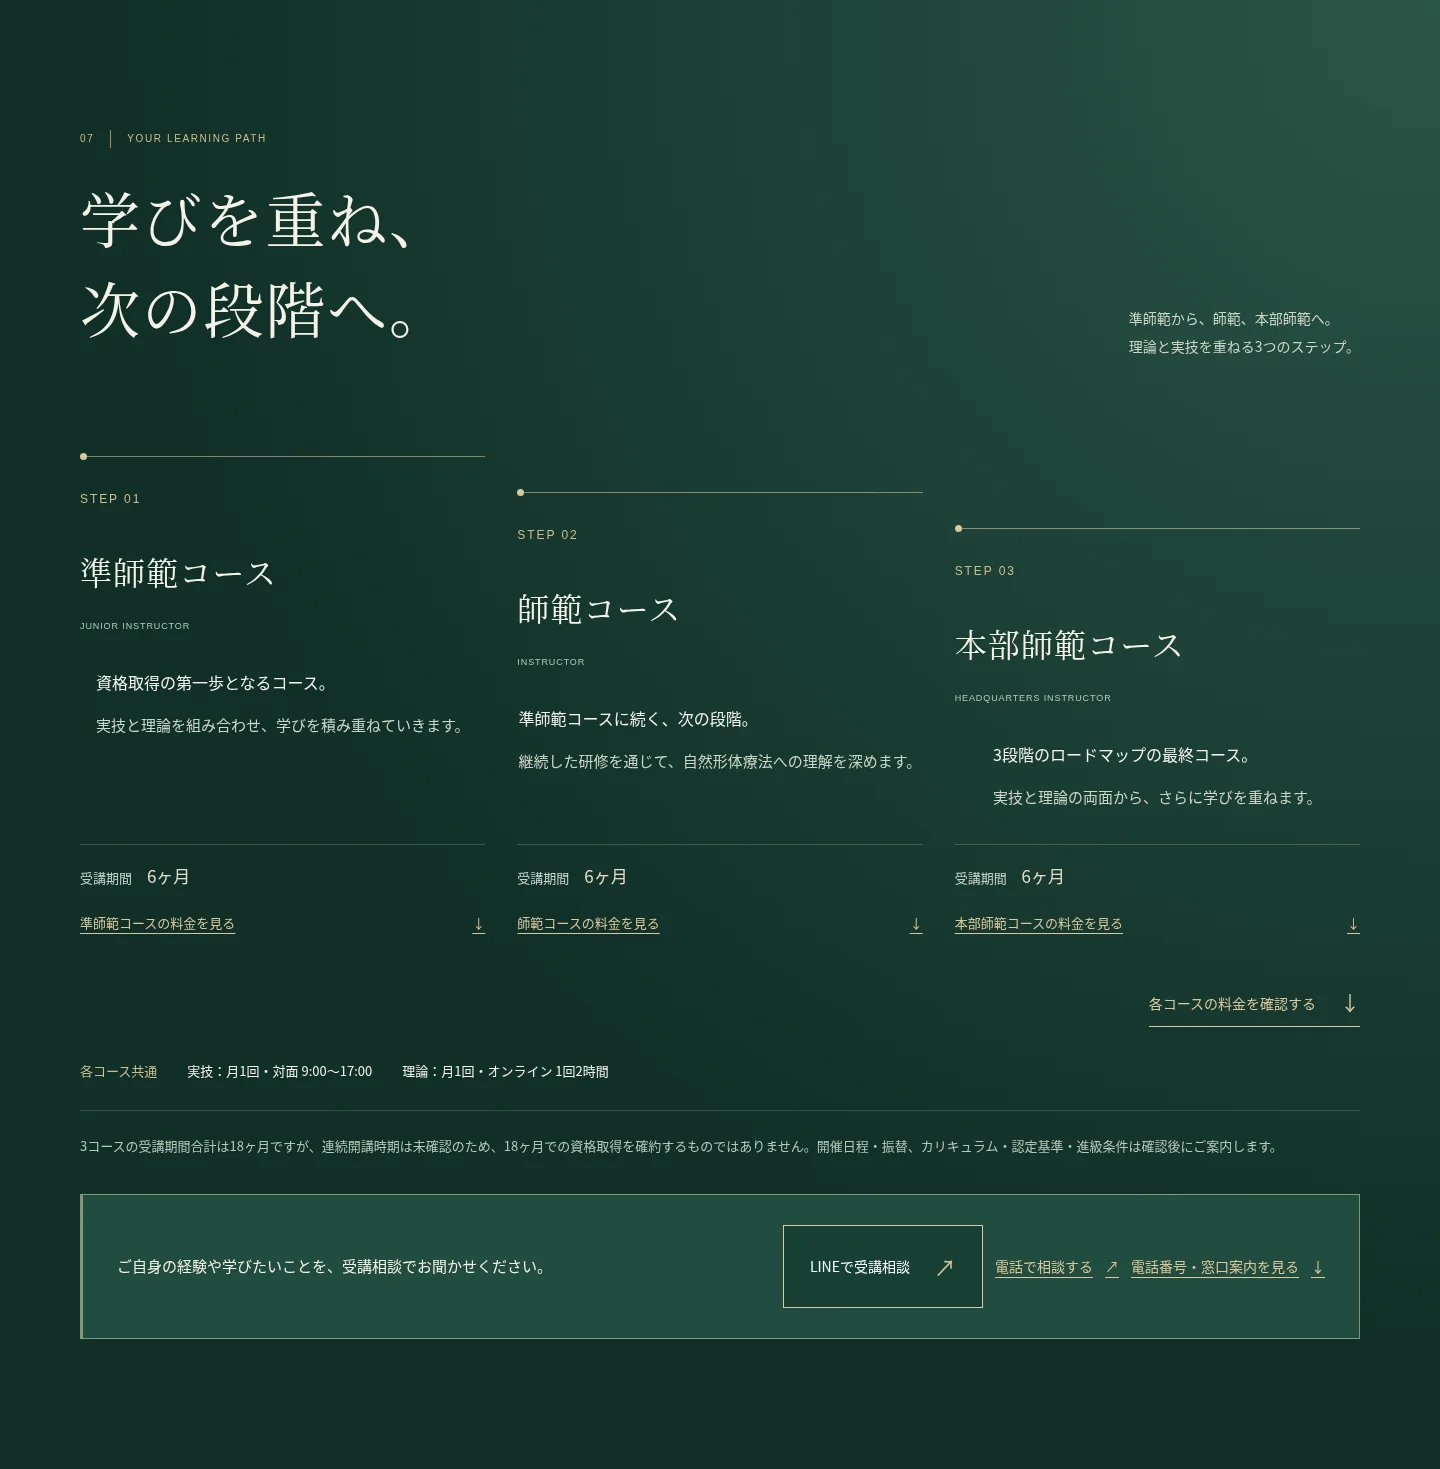 07 YOUR LEARNING PATH
学びを重ね、
次の段階へ。
準師範から、師範、本部師範へ。
理論と実技を重ねる3つのステップ。
STEP 01
準師範コース
JUNIOR INSTRUCTOR
資格取得の第一歩となるコース。
実技と理論を組み合わせ、学びを積み重ねていきます。
受講期間 6ヶ月
準師範コースの料金を見る ↓
STEP 02
師範コース
INSTRUCTOR
準師範コースに続く、次の段階。
継続した研修を通じて、自然形体療法への理解を深めます。
受講期間 6ヶ月
師範コースの料金を見る ↓
STEP 03
本部師範コース
HEADQUARTERS INSTRUCTOR
3段階のロードマップの最終コース。
実技と理論の両面から、さらに学びを重ねます。
受講期間 6ヶ月
本部師範コースの料金を見る ↓
各コースの料金を確認する ↓
各コース共通 実技：月1回・対面 9:00〜17:00 理論：月1回・オンライン 1回2時間
3コースの受講期間合計は18ヶ月ですが、連続開講時期は未確認のため、18ヶ月での資格取得を確約するものではありません。開催日程・振替、カリキュラム・認定基準・進級条件は確認後にご案内します。
ご自身の経験や学びたいことを、受講相談でお聞かせください。
LINEで受講相談 ↗
電話で相談する ↗ 電話番号・窓口案内を見る ↓